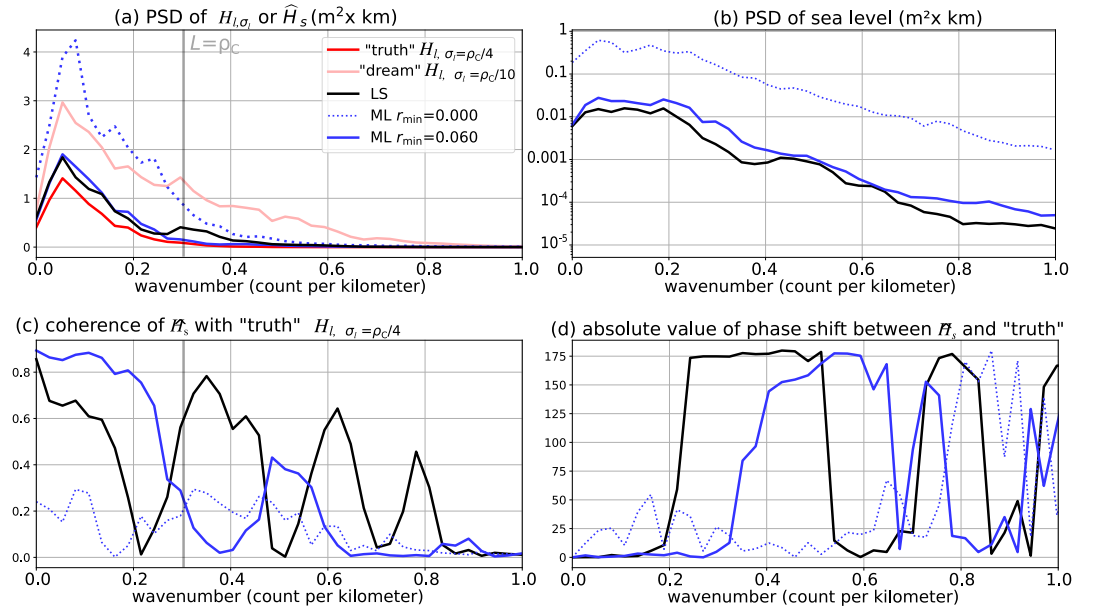 (a) PSD of H_{l,σ_l} or Ĥ_s (m²x km)
L=ρ_C
"truth" H_{l, σ_l=ρ_C/4}
"dream" H_{l, σ_l=ρ_C/10}
LS
ML r_min=0.000
ML r_min=0.060
4
3
2
1
0
0.0 0.2 0.4 0.6 0.8 1.0
wavenumber (count per kilometer)
(b) PSD of sea level (m²x km)
1
0.1
0.01
0.001
10⁻⁴
10⁻⁵
0.0 0.2 0.4 0.6 0.8 1.0
wavenumber (count per kilometer)
(c) coherence of Ĥ_s with "truth" H_{l, σ_l=ρ_C/4}
0.8
0.6
0.4
0.2
0.0
0.0 0.2 0.4 0.6 0.8 1.0
wavenumber (count per kilometer)
(d) absolute value of phase shift between Ĥ_s and "truth"
175
150
125
100
75
50
25
0
0.0 0.2 0.4 0.6 0.8 1.0
wavenumber (count per kilometer)